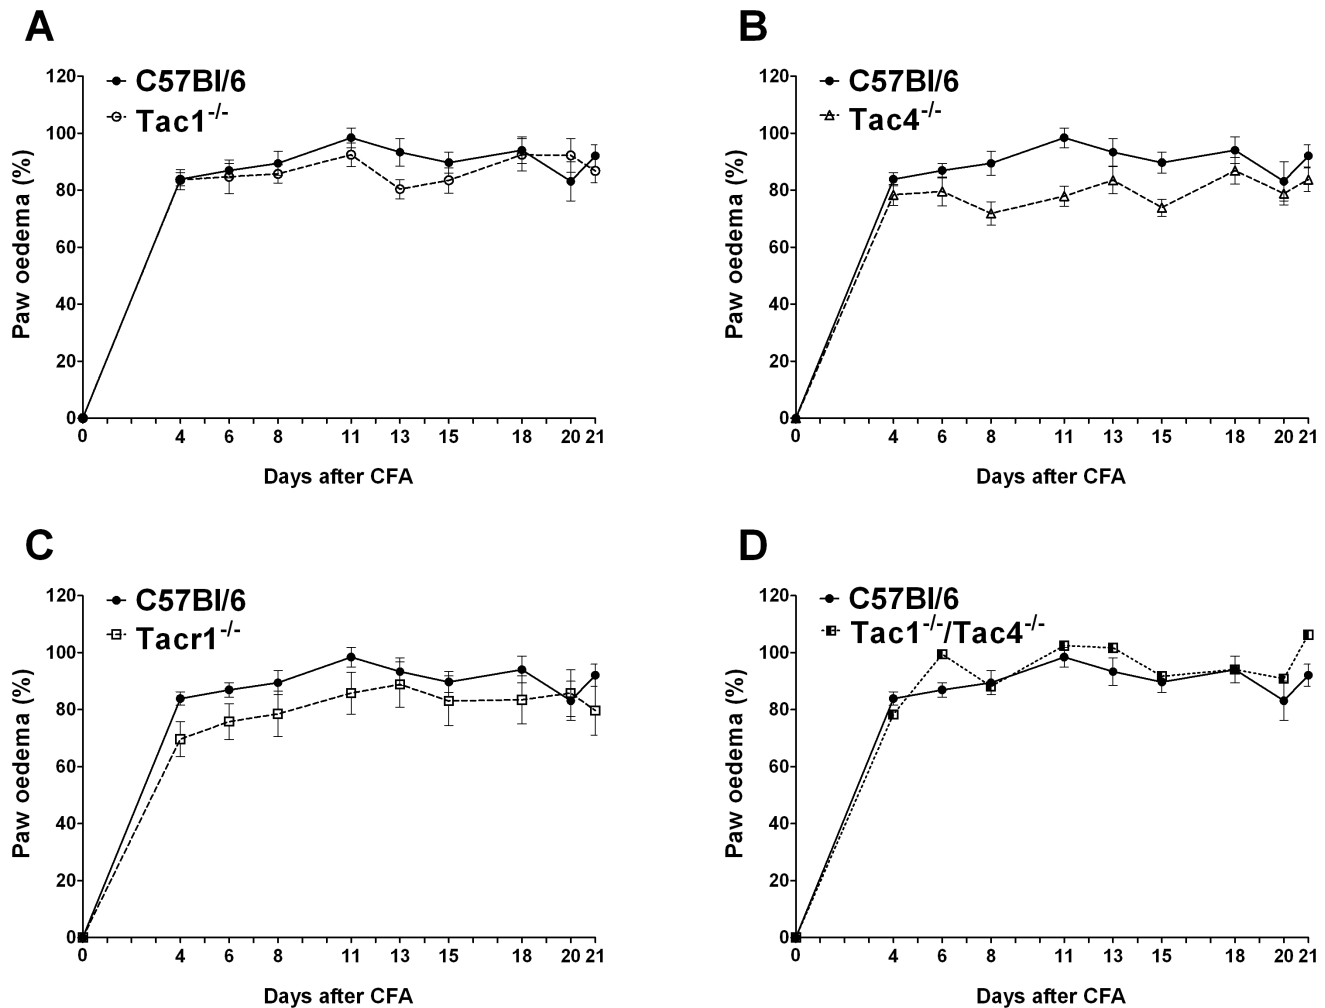 A
120
100
80
60
40
20
0
Paw oedema (%)
C57Bl/6
Tac1-/-
0 4 6 8 11 13 15 18 20 21
Days after CFA
B
120
100
80
60
40
20
0
Paw oedema (%)
C57Bl/6
Tac4-/-
0 4 6 8 11 13 15 18 20 21
Days after CFA
C
120
100
80
60
40
20
0
Paw oedema (%)
C57Bl/6
Tacr1-/-
0 4 6 8 11 13 15 18 20 21
Days after CFA
D
120
100
80
60
40
20
0
Paw oedema (%)
C57Bl/6
Tac1-/-/Tac4-/-
0 4 6 8 11 13 15 18 20 21
Days after CFA